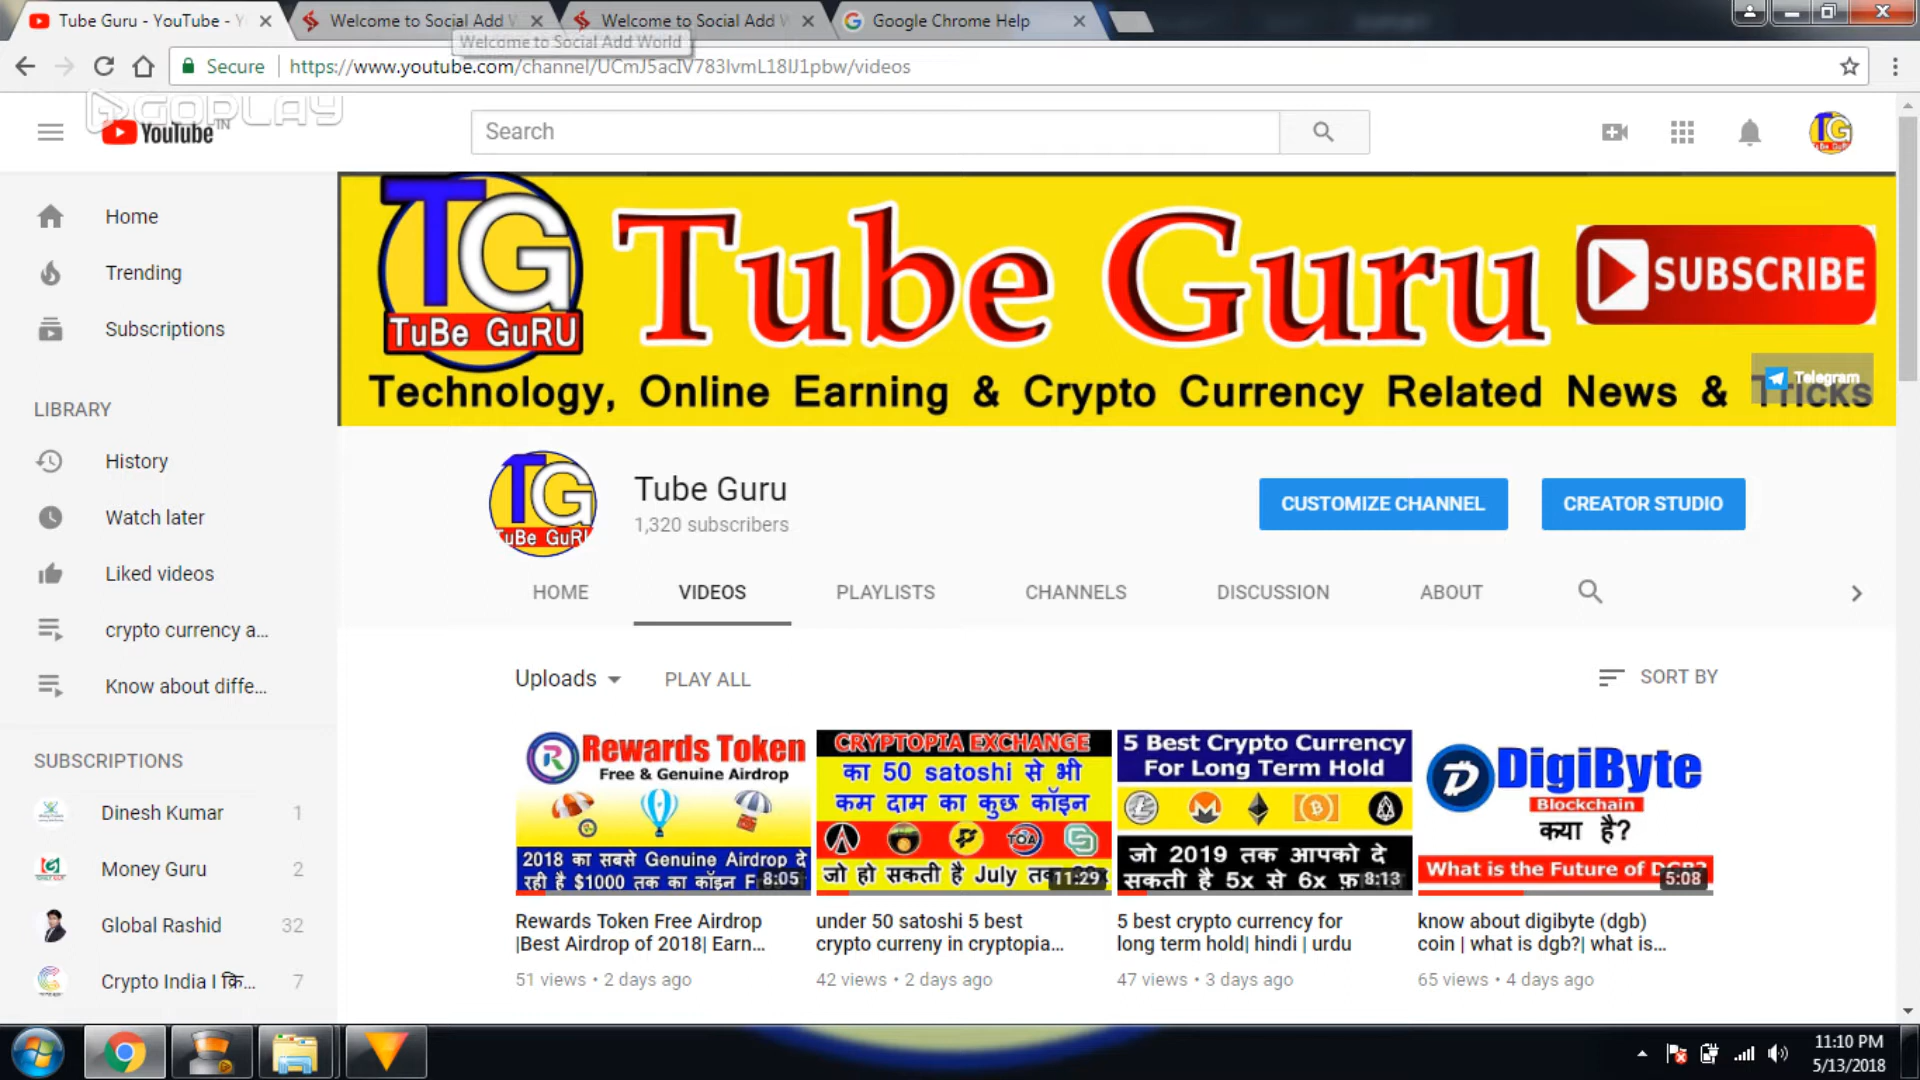 Tube Guru - YouTube - Y
Welcome to Social Add W
Welcome to Social Add W
Google Chrome Help
Welcome to Social Add World
Secure
https://www.youtube.com/channel/UCmJ5acIV783lvmL18IJ1pbw/videos
GOPLAY
YouTube IN
Search
TG
TuBe GuRU
Home
Trending
Subscriptions
LIBRARY
History
Watch later
Liked videos
crypto currency a...
Know about diffe...
SUBSCRIPTIONS
Dinesh Kumar 1
Money Guru 2
Global Rashid 32
Crypto India I क्रि... 7
TG
TuBe GuRU
Tube Guru
SUBSCRIBE
Technology, Online Earning & Crypto Currency Related News & Tricks
Telegram
TG
uBe GuRU
Tube Guru
1,320 subscribers
CUSTOMIZE CHANNEL
CREATOR STUDIO
HOME VIDEOS PLAYLISTS CHANNELS DISCUSSION ABOUT
Uploads PLAY ALL SORT BY
Rewards Token
Free & Genuine Airdrop
2018 का सबसे Genuine Airdrop दे
रही है $1000 तक का कॉइन F
8:05
Rewards Token Free Airdrop
|Best Airdrop of 2018| Earn...
51 views • 2 days ago
CRYPTOPIA EXCHANGE
का 50 satoshi से भी
कम दाम का कुछ कॉइन
TOA
जो हो सकती है July तक
11:29
under 50 satoshi 5 best
crypto curreny in cryptopia...
42 views • 2 days ago
5 Best Crypto Currency
For Long Term Hold
जो 2019 तक आपको दे
सकती है 5x से 6x
8:13
5 best crypto currency for
long term hold| hindi | urdu
47 views • 3 days ago
DigiByte
Blockchain
क्या है?
What is the Future of DGB?
5:08
know about digibyte (dgb)
coin | what is dgb?| what is...
65 views • 4 days ago
11:10 PM
5/13/2018